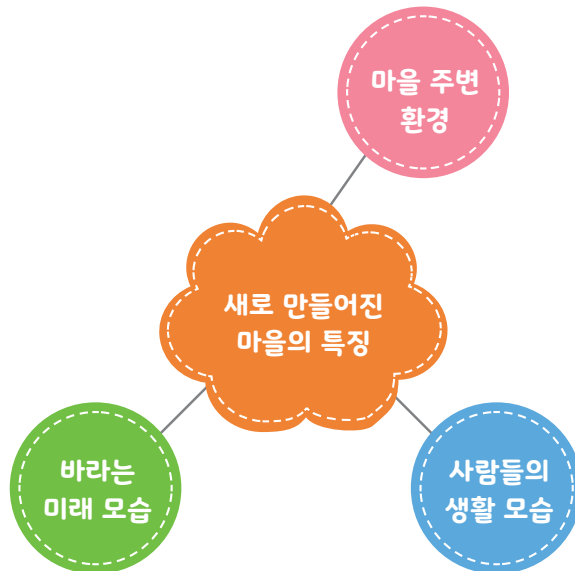 마을 주변
환경
새로 만들어진
마을의 특징
바라는
미래 모습
사람들의
생활 모습